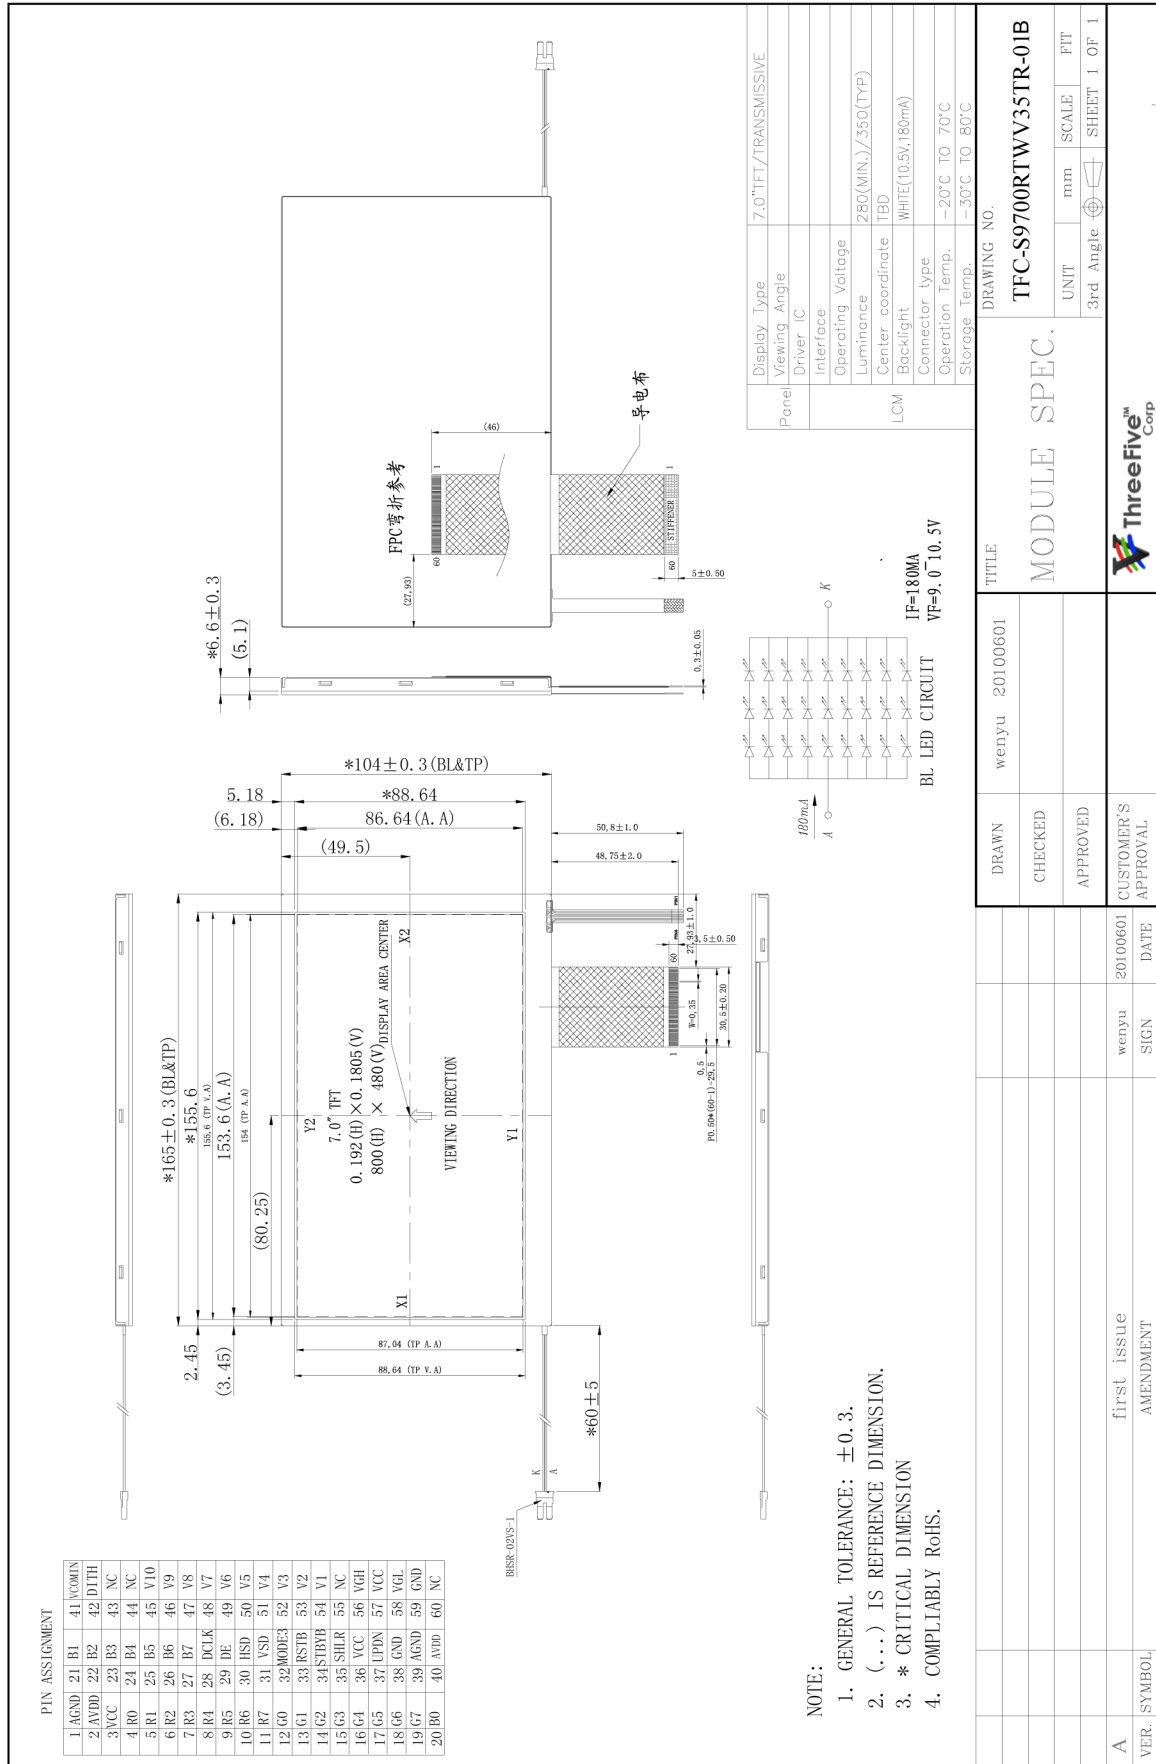 PIN ASSIGNMENT
1 AGND 21 B1 41 VCOMIN
2 AVDD 22 B2 42 DITH
3 VCC 23 B3 43 NC
4 R0 24 B4 44 NC
5 R1 25 B5 45 V10
6 R2 26 B6 46 V9
7 R3 27 B7 47 V8
8 R4 28 DCLK 48 V7
9 R5 29 DE 49 V6
10 R6 30 HSD 50 V5
11 R7 31 VSD 51 V4
12 G0 32 MODE3 52 V3
13 G1 33 RSTB 53 V2
14 G2 34 STBYB 54 V1
15 G3 35 SHLR 55 NC
16 G4 36 VCC 56 VGH
17 G5 37 UPDN 57 VCC
18 G6 38 GND 58 VGL
19 G7 39 AGND 59 GND
20 B0 40 AVDD 60 NC
BHSR-02VS-1
K
A
*60±5
2.45
(3.45)
*165±0.3(BL&TP)
*155.6
155,6 (TP V.A)
153.6(A.A)
154 (TP A.A)
(80.25)
87,04 (TP A.A)
88,64 (TP V.A)
X1
X2
Y2
Y1
7.0" TFT
0.192(H)×0.1805(V)
800(H) × 480(V)
DISPLAY AREA CENTER
VIEWING DIRECTION
*104±0.3(BL&TP)
5.18
*88.64
(6.18)
86.64(A.A)
(49.5)
50,8±1.0
48,75±2.0
27,93±1.0
3,5±0.50
60
1
W=0,35
0,5
30,5±0.20
P0.50*(60-1)=29,5
*6.6±0.3
(5.1)
0,3±0.05
FPC弯折参考
(46)
(27,93)
60
1
导电布
STIFFENER
60
1
5±0.50
180mA
A
K
BL LED CIRCUIT
IF=180MA
VF=9.0~10.5V
NOTE:
1. GENERAL TOLERANCE: ±0.3.
2. (...) IS REFERENCE DIMENSION.
3. * CRITICAL DIMENSION
4. COMPLIABLY RoHS.
Panel
Display Type 7.0"TFT/TRANSMISSIVE
Viewing Angle
Driver IC
LCM
Interface
Operating Voltage
Luminance 280(MIN.)/350(TYP)
Center coordinate TBD
Backlight WHITE(10.5V,180mA)
Connector type
Operation Temp. -20°C TO 70°C
Storage Temp. -30°C TO 80°C
A first issue wenyu 20100601
VER. SYMBOL AMENDMENT SIGN DATE
DRAWN wenyu 20100601
CHECKED
APPROVED
CUSTOMER'S
APPROVAL
TITLE
MODULE SPEC.
DRAWING NO.
TFC-S9700RTWV35TR-01B
UNIT mm SCALE FIT
3rd Angle SHEET 1 OF 1
ThreeFive™
Corp